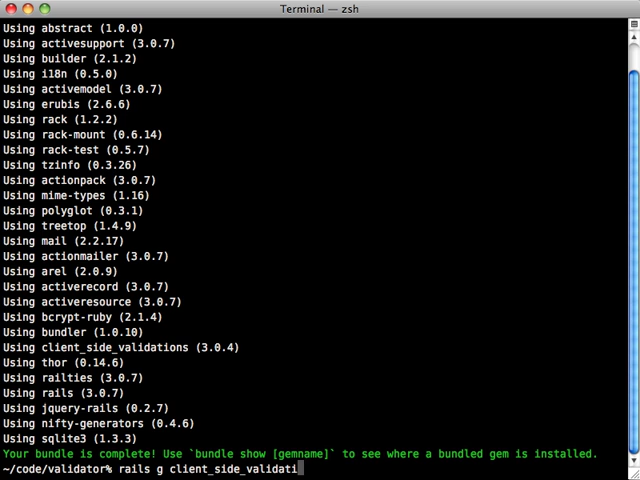 Terminal — zsh
Using abstract (1.0.0)
Using activesupport (3.0.7)
Using builder (2.1.2)
Using i18n (0.5.0)
Using activemodel (3.0.7)
Using erubis (2.6.6)
Using rack (1.2.2)
Using rack-mount (0.6.14)
Using rack-test (0.5.7)
Using tzinfo (0.3.26)
Using actionpack (3.0.7)
Using mime-types (1.16)
Using polyglot (0.3.1)
Using treetop (1.4.9)
Using mail (2.2.17)
Using actionmailer (3.0.7)
Using arel (2.0.9)
Using activerecord (3.0.7)
Using activeresource (3.0.7)
Using bcrypt-ruby (2.1.4)
Using bundler (1.0.10)
Using client_side_validations (3.0.4)
Using thor (0.14.6)
Using railties (3.0.7)
Using rails (3.0.7)
Using jquery-rails (0.2.7)
Using nifty-generators (0.4.6)
Using sqlite3 (1.3.3)
Your bundle is complete! Use `bundle show [gemname]` to see where a bundled gem is installed.
~/code/validator% rails g client_side_validati